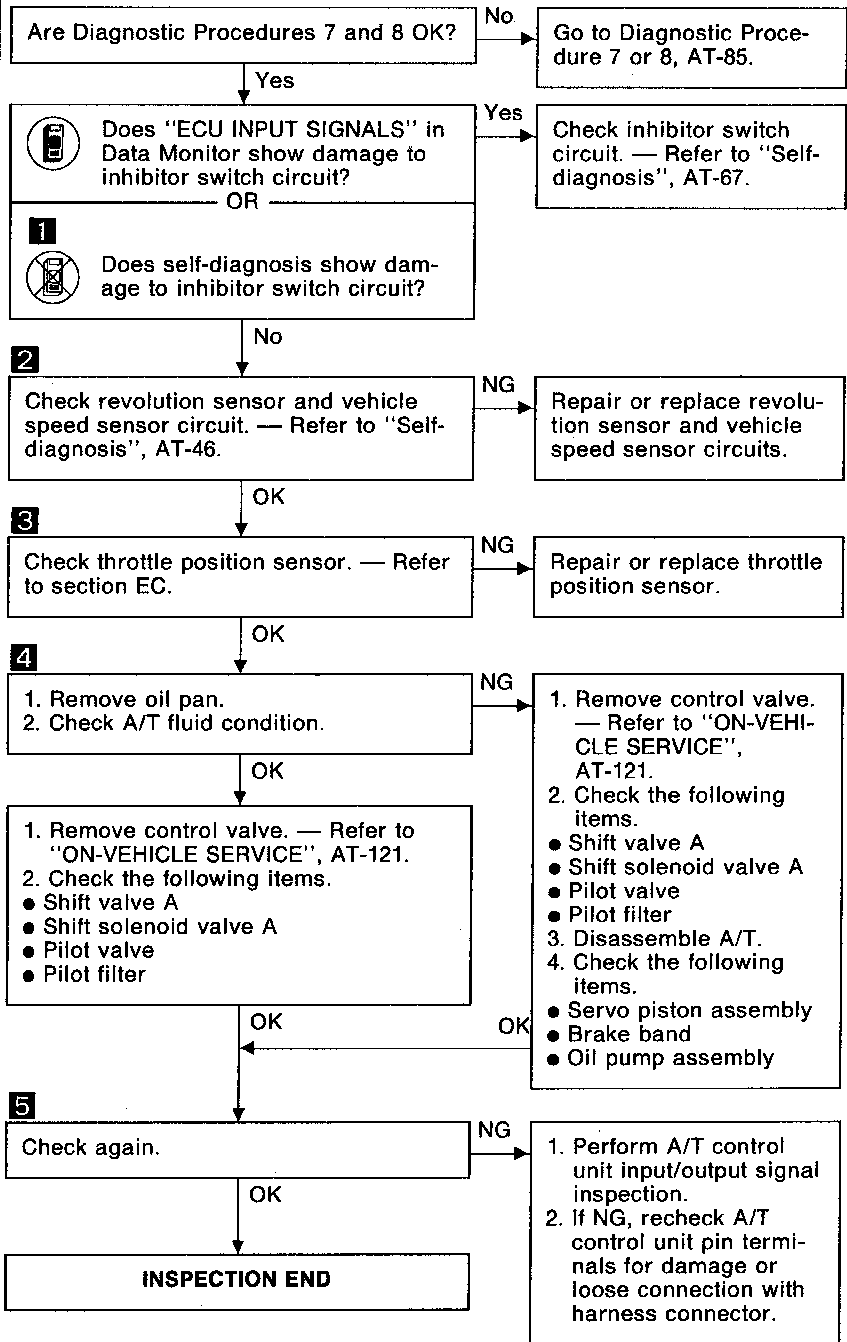 Are Diagnostic Procedures 7 and 8 OK?
No
Go to Diagnostic Proce-
dure 7 or 8, AT-85.
Yes
Does "ECU INPUT SIGNALS" in
Data Monitor show damage to
inhibitor switch circuit?
Yes
Check inhibitor switch
circuit. — Refer to "Self-
diagnosis", AT-67.
OR
1
Does self-diagnosis show dam-
age to inhibitor switch circuit?
No
2
Check revolution sensor and vehicle
speed sensor circuit. — Refer to "Self-
diagnosis", AT-46.
NG
Repair or replace revolu-
tion sensor and vehicle
speed sensor circuits.
OK
3
Check throttle position sensor. — Refer
to section EC.
NG
Repair or replace throttle
position sensor.
OK
4
1. Remove oil pan.
2. Check A/T fluid condition.
NG
1. Remove control valve.
— Refer to "ON-VEHI-
CLE SERVICE",
AT-121.
2. Check the following
items.
● Shift valve A
● Shift solenoid valve A
● Pilot valve
● Pilot filter
3. Disassemble A/T.
4. Check the following
items.
● Servo piston assembly
● Brake band
● Oil pump assembly
OK
1. Remove control valve. — Refer to
"ON-VEHICLE SERVICE", AT-121.
2. Check the following items.
● Shift valve A
● Shift solenoid valve A
● Pilot valve
● Pilot filter
OK
OK
5
Check again.
NG
1. Perform A/T control
unit input/output signal
inspection.
2. If NG, recheck A/T
control unit pin termi-
nals for damage or
loose connection with
harness connector.
OK
INSPECTION END